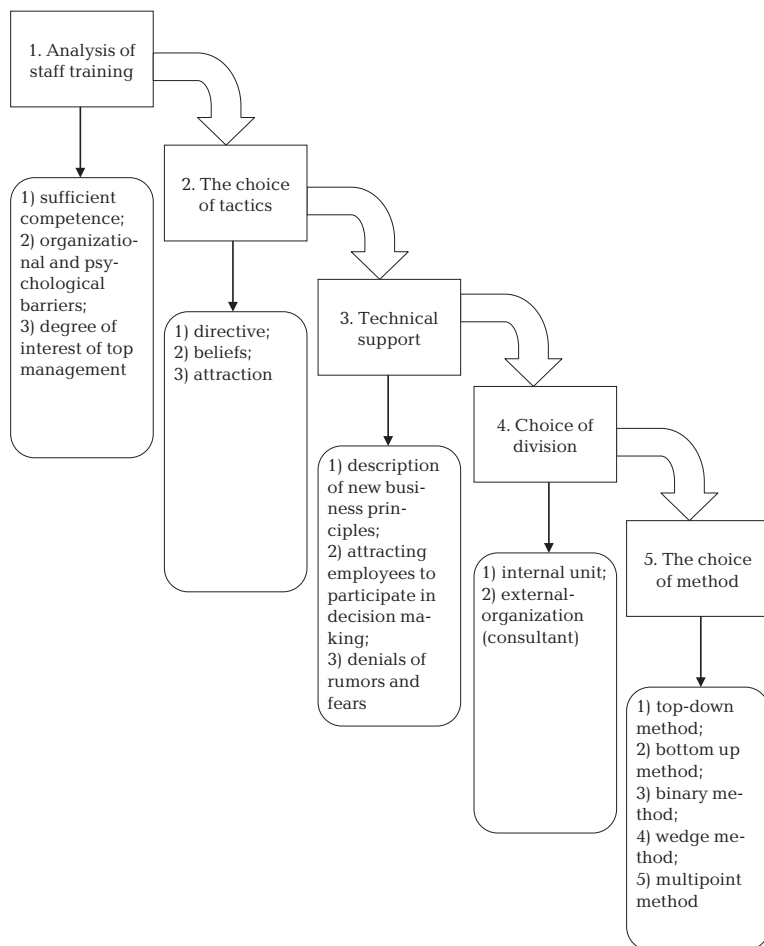 1. Analysis of
staff training
1) sufficient
competence;
2) organizatio-
nal and psy-
chological
barriers;
3) degree of
interest of top
management
2. The choice
of tactics
1) directive;
2) beliefs;
3) attraction
3. Technical
support
1) description
of new busi-
ness prin-
ciples;
2) attracting
employees to
participate in
decision ma-
king;
3) denials of
rumors and
fears
4. Choice of
division
1) internal unit;
2) external-
organization
(consultant)
5. The choice
of method
1) top-down
method;
2) bottom up
method;
3) binary me-
thod;
4) wedge me-
thod;
5) multipoint
method